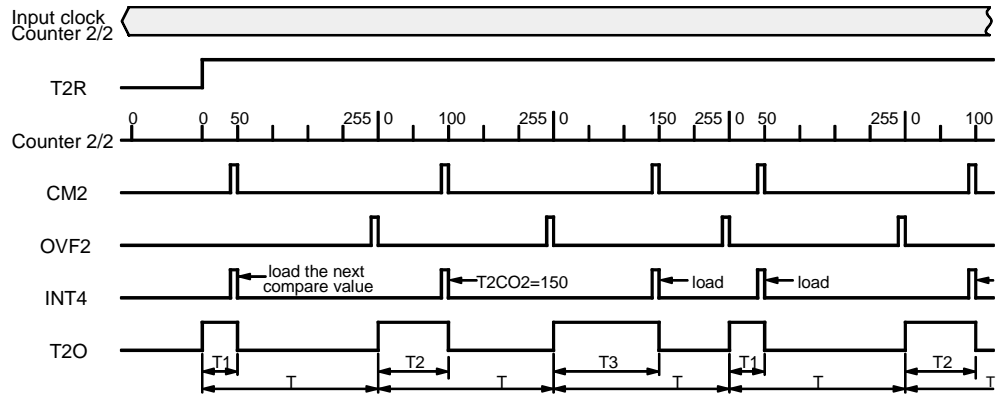 Input clock
Counter 2/2
T2R
0 0 50 255 0 100 255 0 150 255 0 50 255 0 100
Counter 2/2
CM2
OVF2
INT4
load the next
compare value
T2CO2=150
load
load
T2O
T1 T2 T3 T1 T2
T T T T T